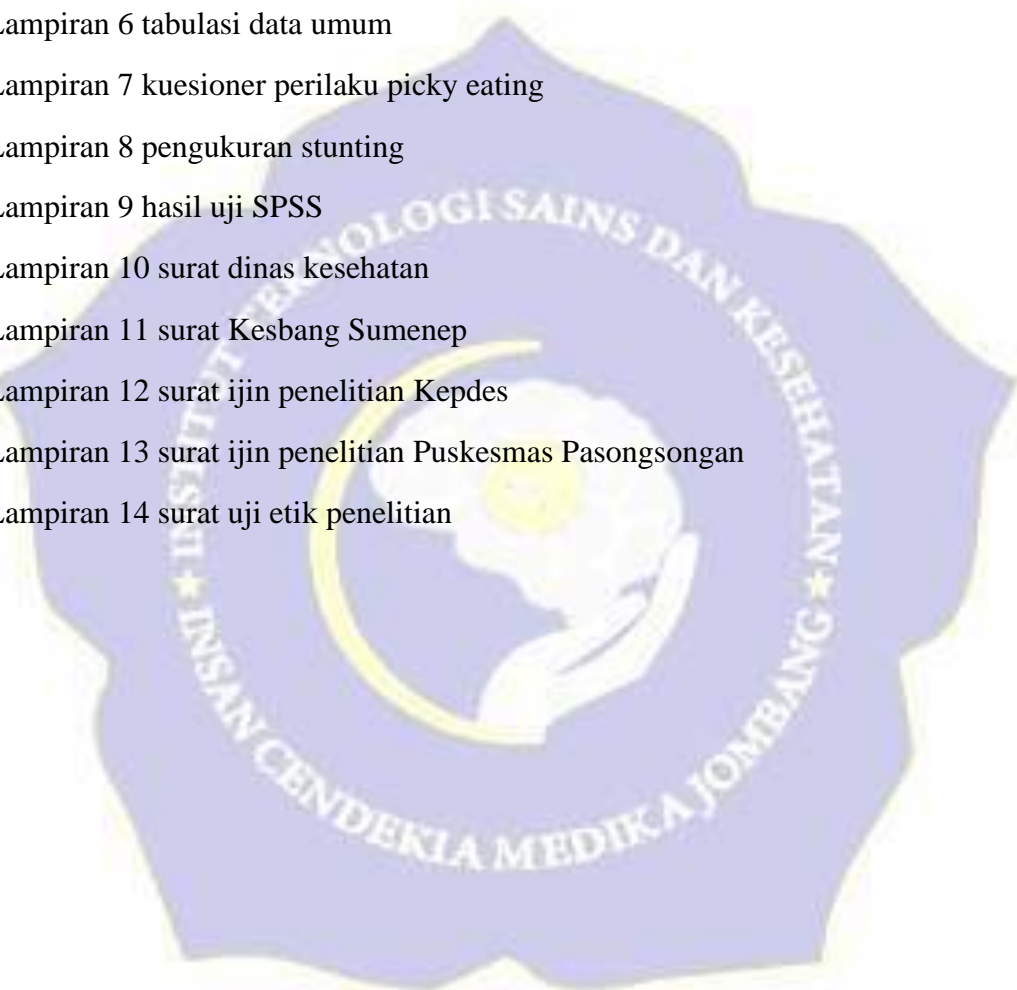 Lampiran 6 tabulasi data umum
Lampiran 7 kuesioner perilaku picky eating
Lampiran 8 pengukuran stunting
Lampiran 9 hasil uji SPSS
Lampiran 10 surat dinas kesehatan
Lampiran 11 surat Kesbang Sumenep
Lampiran 12 surat ijin penelitian Kepdes
Lampiran 13 surat ijin penelitian Puskesmas Pasongsongan
Lampiran 14 surat uji etik penelitian
INSTITUT TEKNOLOGI SAINS DAN KESEHATAN
INSAN CENDEKIA MEDIKA JOMBANG